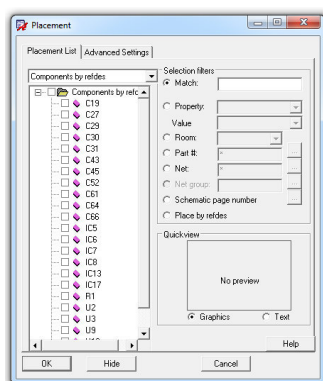 Placement
Placement List
Advanced Settings
Components by refdes
Components by refc
C19
C27
C29
C30
C31
C43
C45
C52
C61
C64
C66
IC5
IC6
IC7
IC8
IC13
IC17
R1
U2
U3
U9
Selection filters
Match:
Property:
Value
Room:
Part #:
*
Net:
*
Net group:
Schematic page number
...
Place by refdes
Quickview
No preview
Graphics
Text
Help
OK
Hide
Cancel